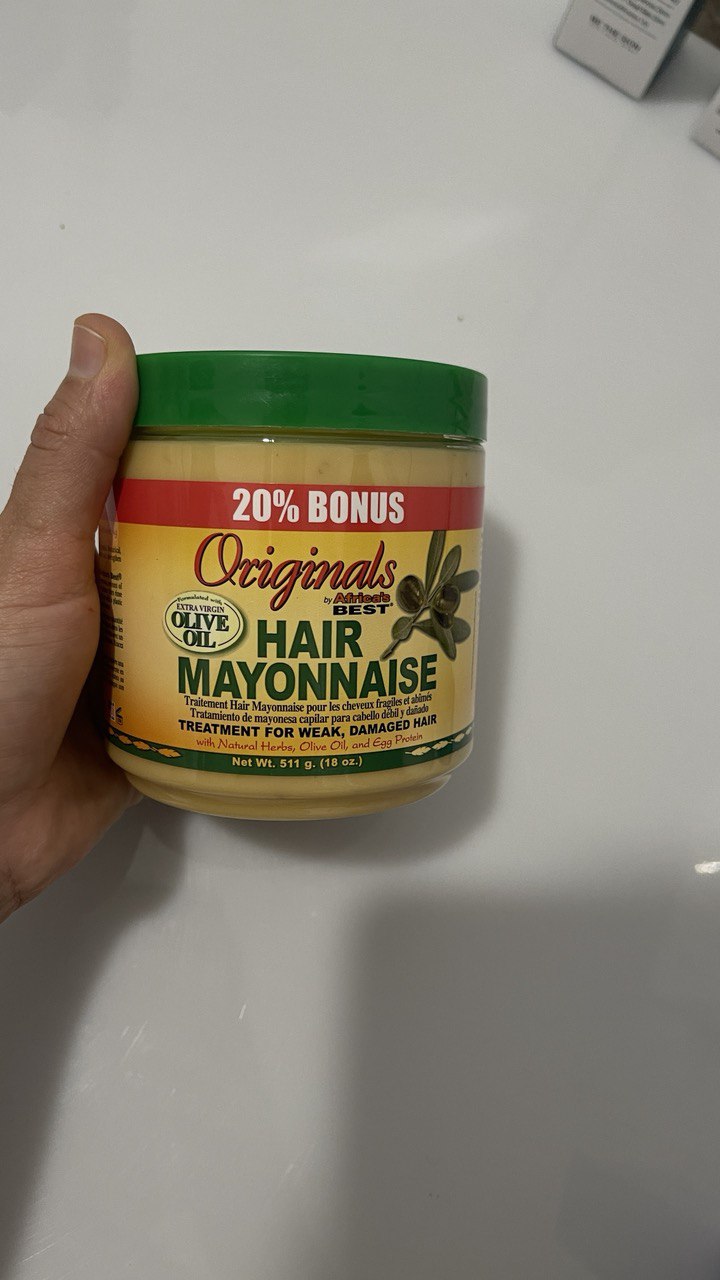 20% BONUS
Originals
by Africa's
BEST®
Formulated with
EXTRA VIRGIN
OLIVE
OIL
HAIR
MAYONNAISE
Traitement Hair Mayonnaise pour les cheveux fragiles et abîmés
Tratamiento de mayonesa capilar para cabello débil y dañado
TREATMENT FOR WEAK, DAMAGED HAIR
with Natural Herbs, Olive Oil, and Egg Protein
Net Wt. 511 g. (18 oz.)